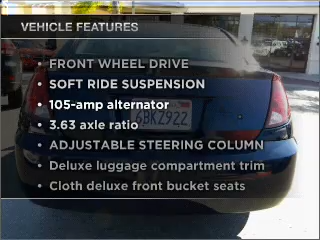 VEHICLE FEATURES
• FRONT WHEEL DRIVE
• SOFT RIDE SUSPENSION
• 105-amp alternator
• 3.63 axle ratio
• ADJUSTABLE STEERING COLUMN
• Deluxe luggage compartment trim
• Cloth deluxe front bucket seats
6BKZ922